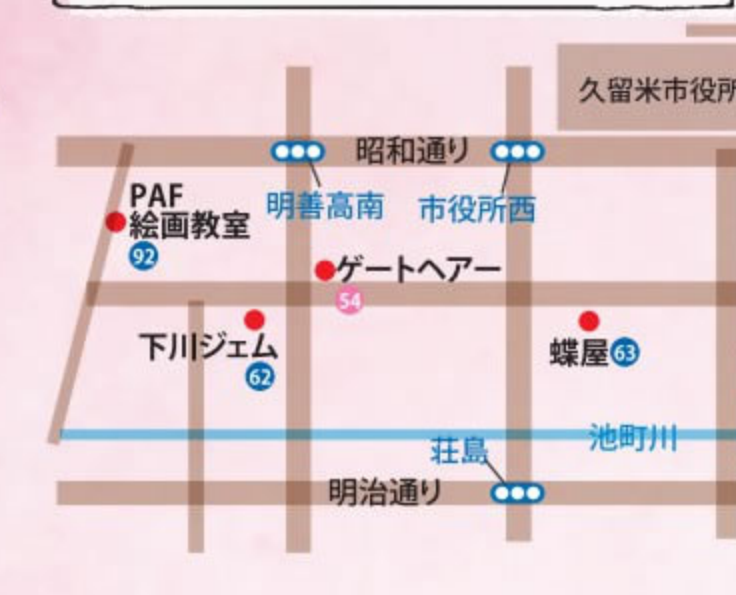 久留米市役所
昭和通り
明善高南
市役所西
PAF
絵画教室
92
ゲートヘアー
54
下川ジェム
62
蝶屋63
荘島
池町川
明治通り